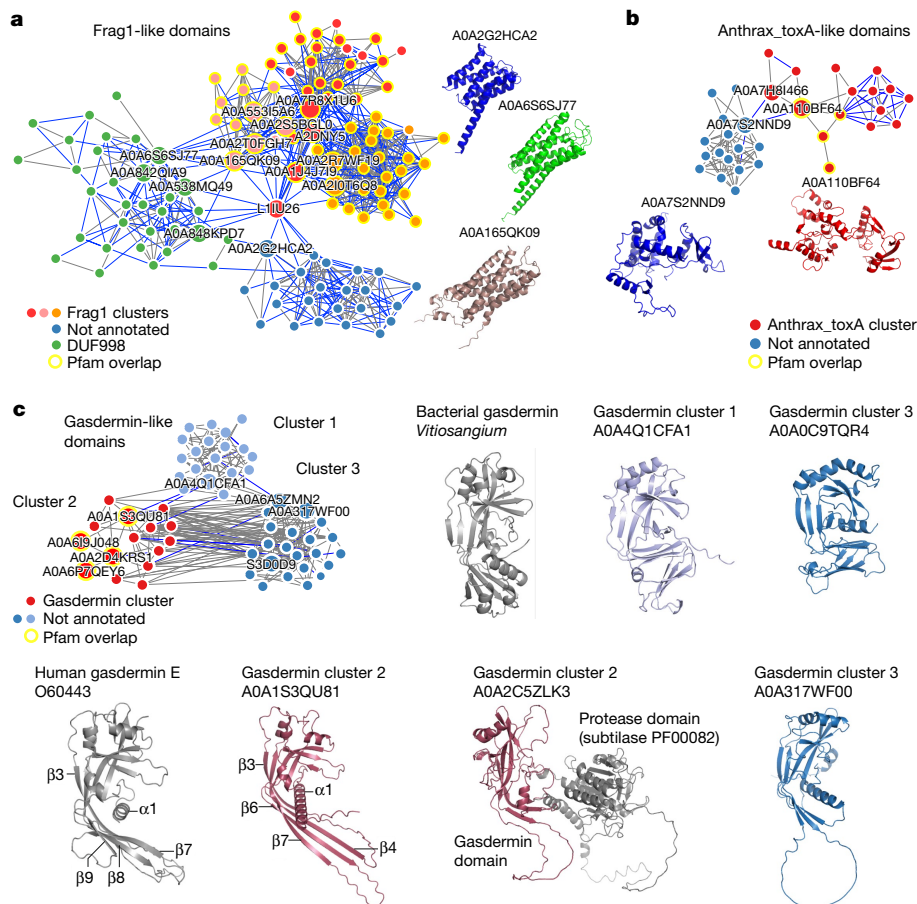 a
Frag1-like domains
A0A7R8X1U6
A0A553I5A6
A0A2S5BGL0
A2DNY5
A0A2T0FGH7
A0A165QK09
A0A2R7WF19
A0A1J4J7I9
A0A2I0T6Q8
A0A6S6SJ77
A0A842QIA9
A0A538MQ49
L1IU26
A0A848KPD7
A0A2G2HCA2
Frag1 clusters
Not annotated
DUF998
Pfam overlap
A0A2G2HCA2
A0A6S6SJ77
A0A165QK09
b
Anthrax_toxA-like domains
A0A7H8I466
A0A110BF64
A0A7S2NND9
A0A110BF64
A0A7S2NND9
Anthrax_toxA cluster
Not annotated
Pfam overlap
c
Gasdermin-like
domains
Cluster 1
Cluster 3
A0A4Q1CFA1
Cluster 2
A0A6A5ZMN2
A0A1S3QU81
A0A317WF00
A0A6I9J048
A0A2D4KRS1
S3D0D9
A0A6P7QEY6
Gasdermin cluster
Not annotated
Pfam overlap
Bacterial gasdermin
Vitiosangium
Gasdermin cluster 1
A0A4Q1CFA1
Gasdermin cluster 3
A0A0C9TQR4
Human gasdermin E
O60443
β3
α1
β7
β9
β8
Gasdermin cluster 2
A0A1S3QU81
β3
α1
β6
β7
β4
Gasdermin cluster 2
A0A2C5ZLK3
Protease domain
(subtilase PF00082)
Gasdermin
domain
Gasdermin cluster 3
A0A317WF00